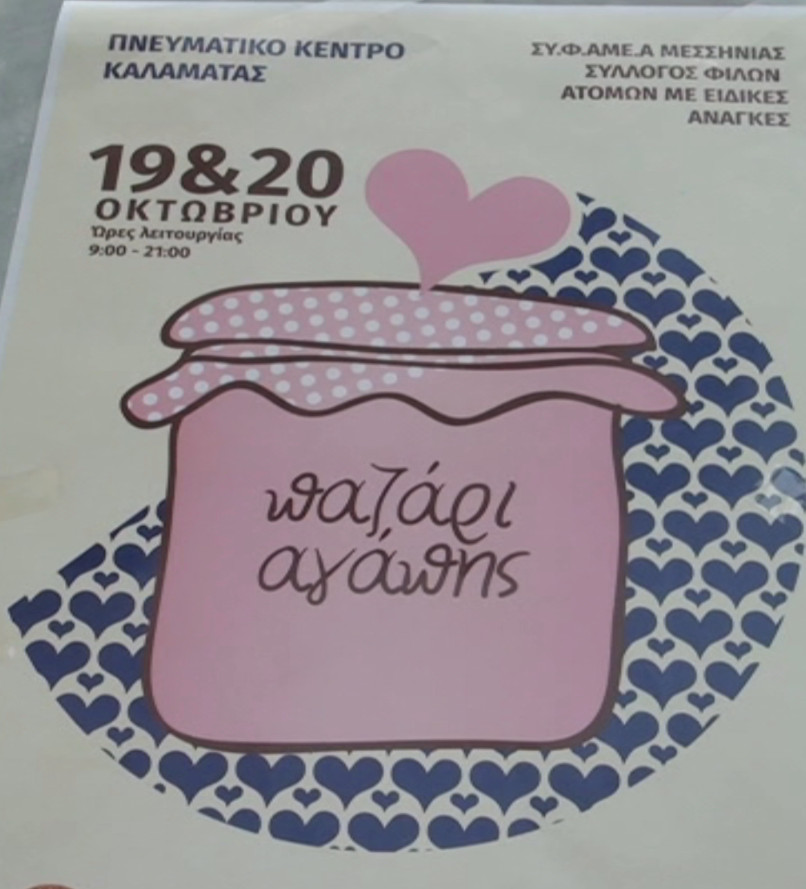 ΠΝΕΥΜΑΤΙΚΟ ΚΕΝΤΡΟ
ΚΑΛΑΜΑΤΑΣ
ΣΥ.Φ.ΑΜΕ.Α ΜΕΣΣΗΝΙΑΣ
ΣΥΛΛΟΓΟΣ ΦΙΛΩΝ
ΑΤΟΜΩΝ ΜΕ ΕΙΔΙΚΕΣ
ΑΝΑΓΚΕΣ
19&20
ΟΚΤΩΒΡΙΟΥ
Ώρες λειτουργίας
9:00 - 21:00
παζάρι
αγάπης